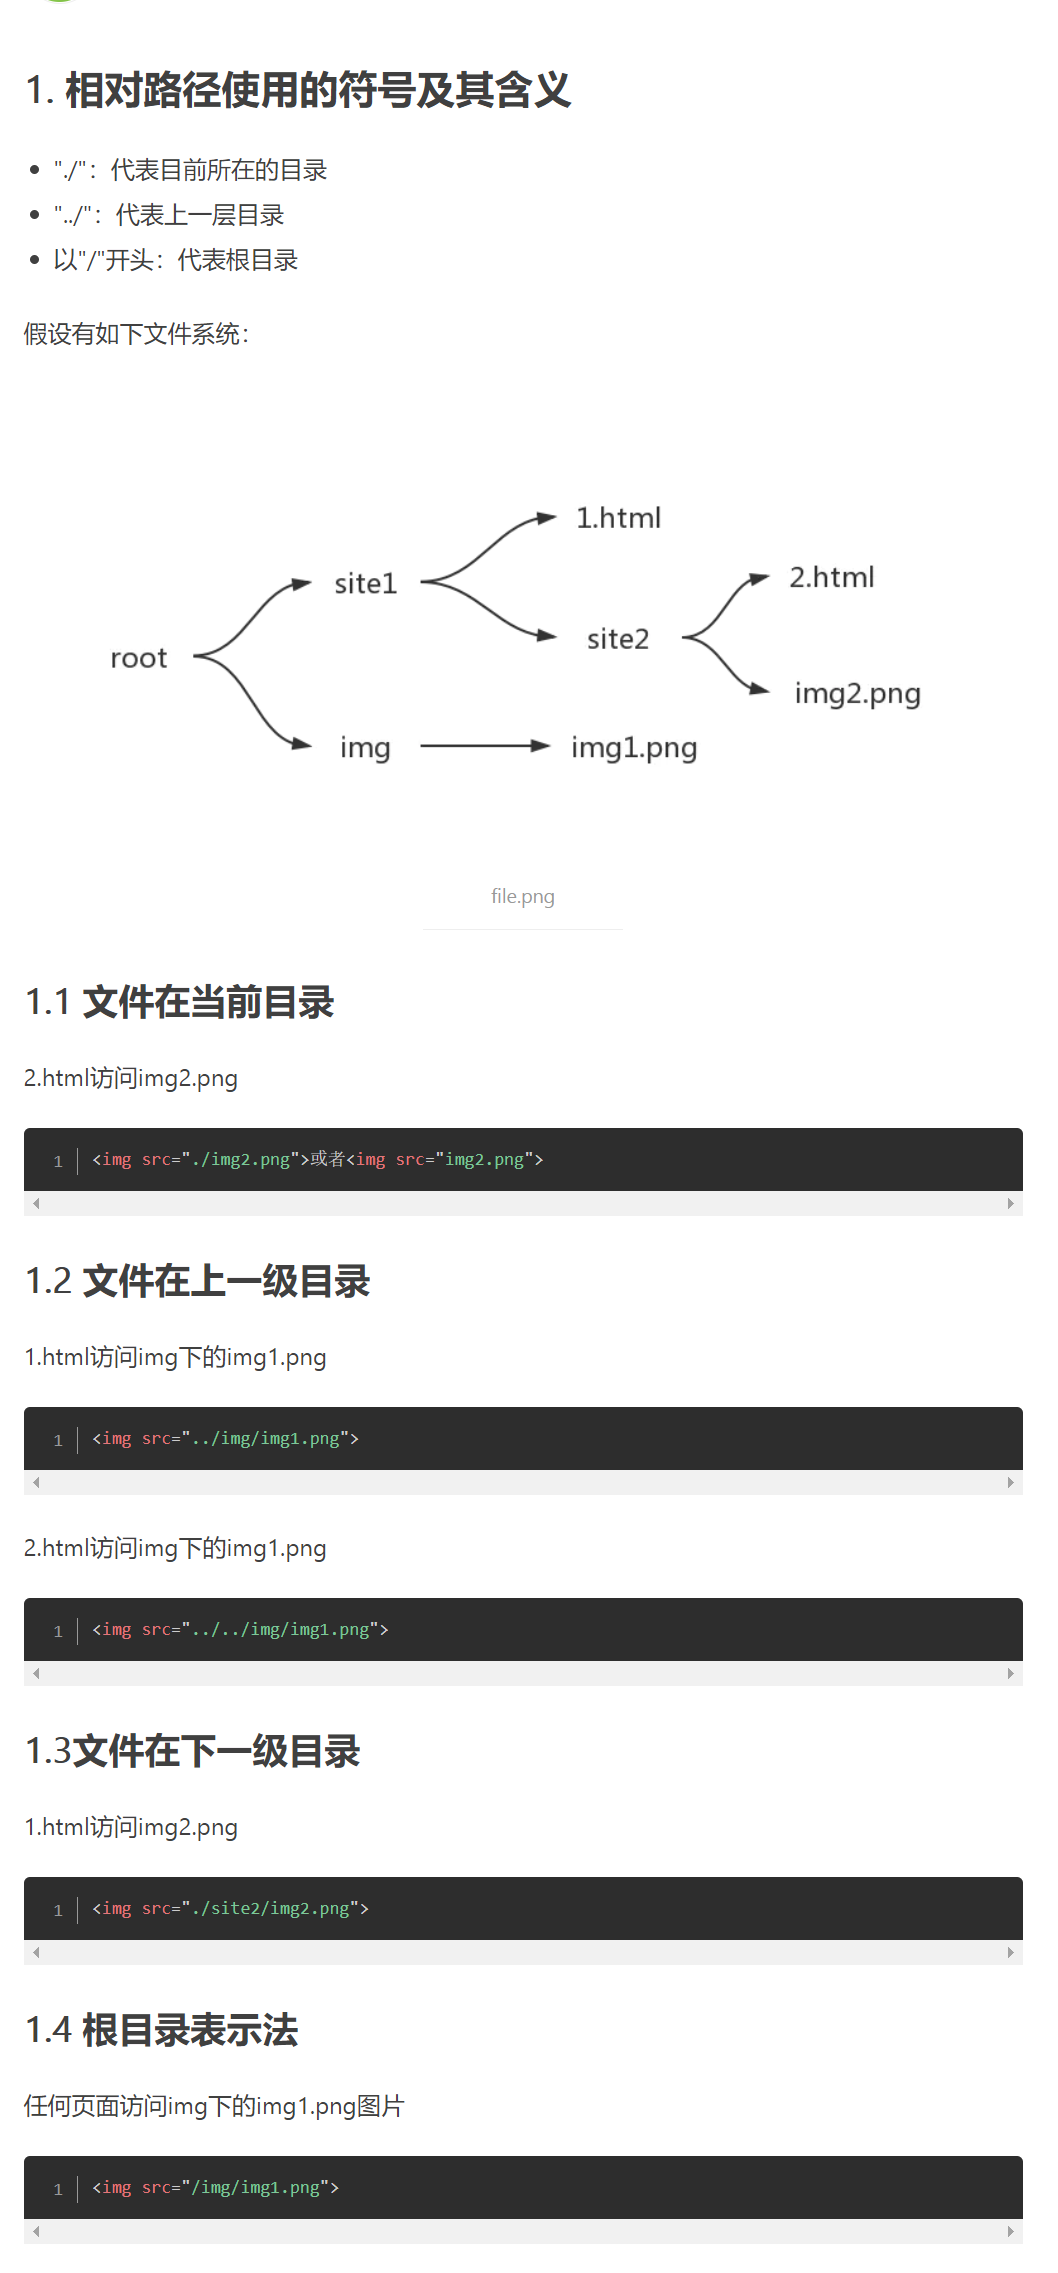 1. 相对路径使用的符号及其含义
"./"：代表目前所在的目录
"../"：代表上一层目录
以"/"开头：代表根目录
假设有如下文件系统：
1.html
2.html
site1
site2
root
img2.png
img
img1.png
file.png
1.1 文件在当前目录
2.html访问img2.png
1 <img src="./img2.png">或者<img src="img2.png">
1.2 文件在上一级目录
1.html访问img下的img1.png
1 <img src="../img/img1.png">
2.html访问img下的img1.png
1 <img src="../../img/img1.png">
1.3文件在下一级目录
1.html访问img2.png
1 <img src="./site2/img2.png">
1.4 根目录表示法
任何页面访问img下的img1.png图片
1 <img src="/img/img1.png">